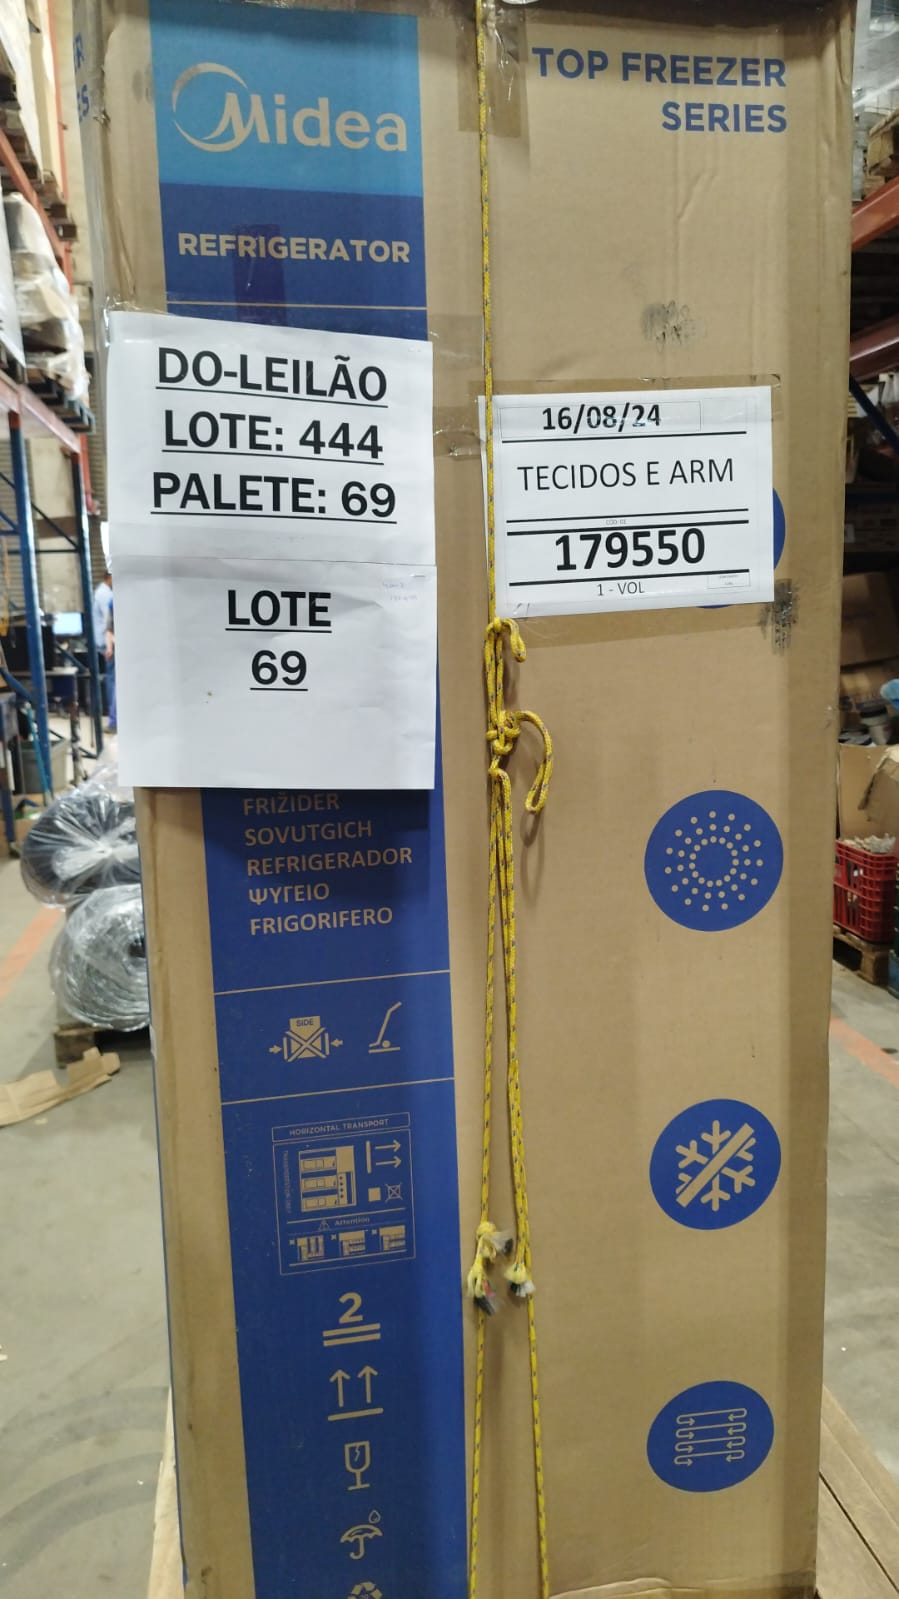 Midea
REFRIGERATOR
TOP FREEZER
SERIES
DO-LEILÃO
LOTE: 444
PALETE: 69
LOTE
69
16/08/24
TECIDOS E ARM
179550
1 - VOL
FRIŽIDER
SOVUTGICH
REFRIGERADOR
ΨΥΓΕΙΟ
FRIGORIFERO
SIDE
HORIZONTAL TRANSPORT
Attention
2